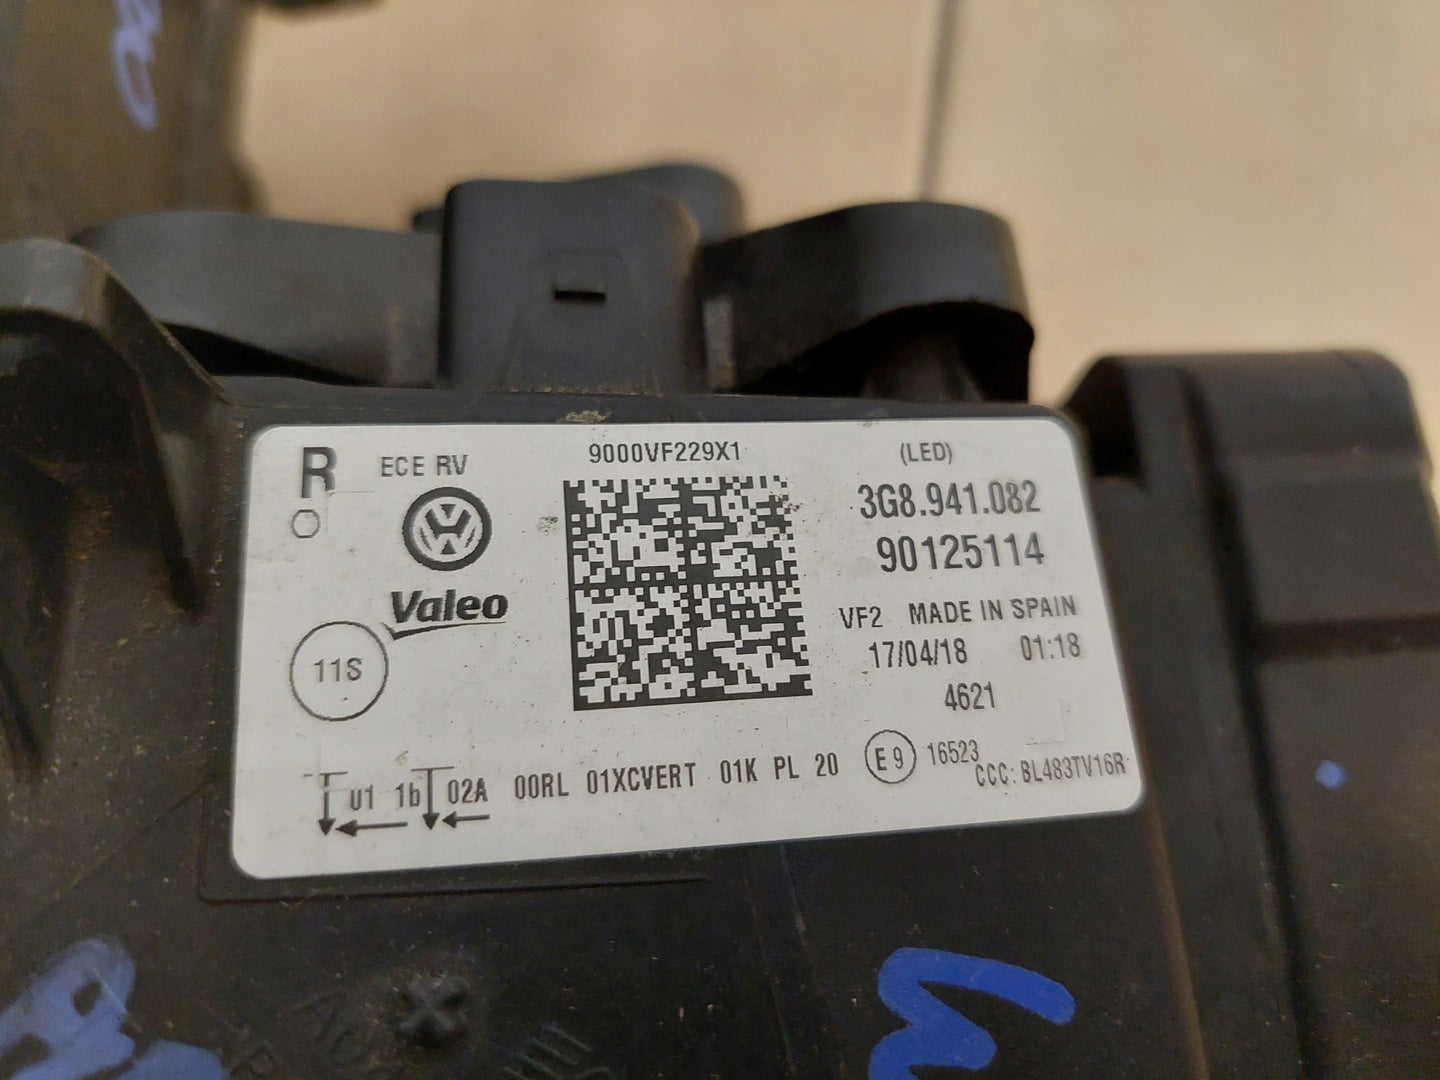 R ECE RV 9000VF229X1 (LED)
3G8.941.082
90125114
Valeo
VF2 MADE IN SPAIN
11S 17/04/18 01:18
4621
01 1b 02A 00RL 01XCVERT 01K PL 20 E9 16523
CCC: BL483TV16R